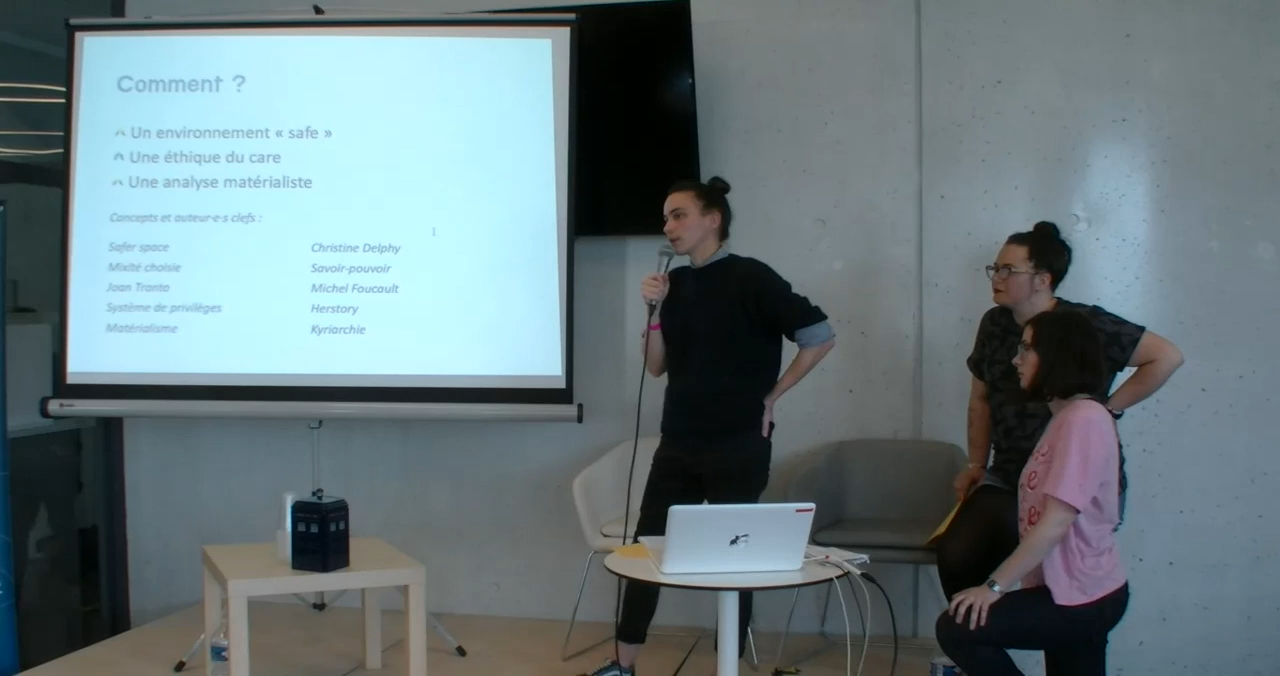 Comment ?
Un environnement « safe »
Une éthique du care
Une analyse matérialiste
Concepts et auteur·e·s clefs :
Safer space
Christine Delphy
Mixité choisie
Savoir-pouvoir
Joan Tronto
Michel Foucault
Système de privilèges
Herstory
Matérialisme
Kyriarchie